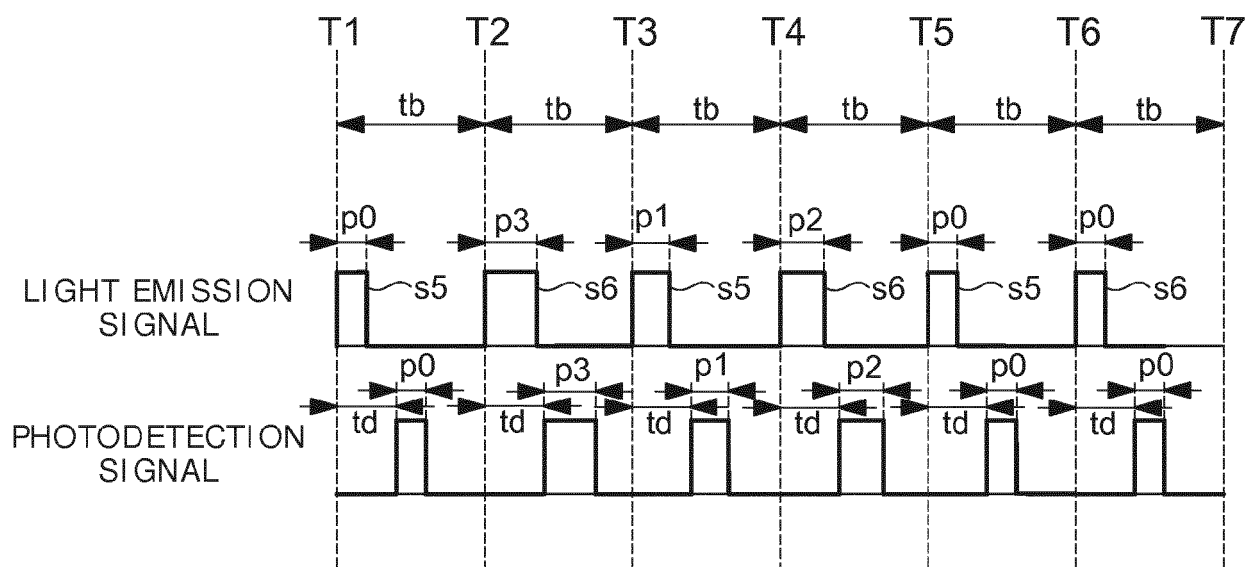 T1 T2 T3 T4 T5 T6 T7
tb tb tb tb tb tb
p0 p3 p1 p2 p0 p0
LIGHT EMISSION
SIGNAL
s5 s6 s5 s6 s5 s6
p0 p3 p1 p2 p0 p0
td td td td td td
PHOTODETECTION
SIGNAL